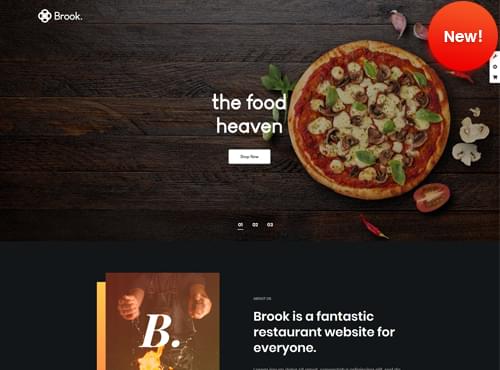 Brook.
New!
the food
heaven
Shop Now
01 02 03
ABOUT US
B.
Brook is a fantastic
restaurant website for
everyone.